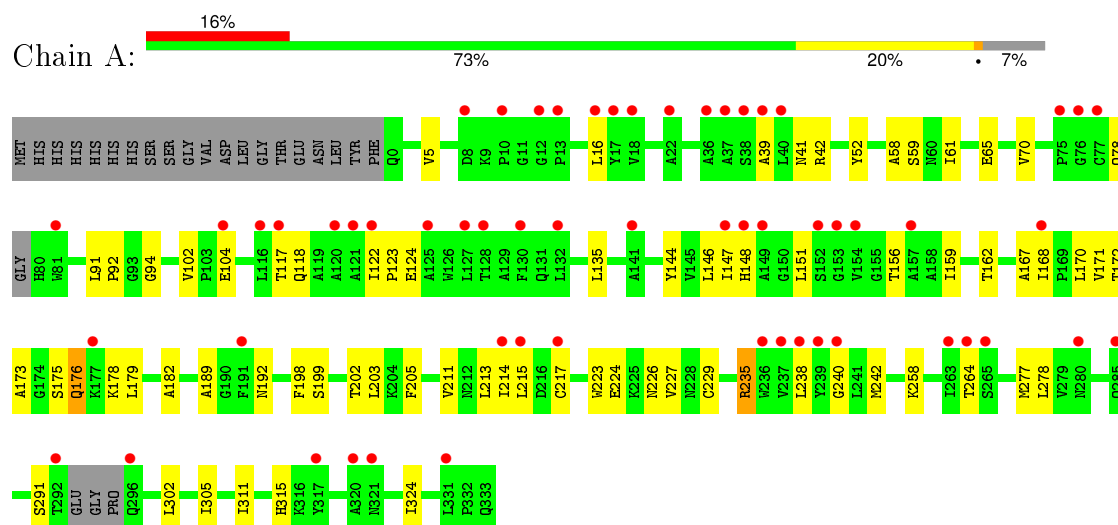 16%
Chain A:
73% 20% • 7%
MET HIS HIS HIS HIS HIS HIS SER SER GLY VAL ASP LEU GLY THR GLU ASN LEU TYR PHE Q0 V5 D8 K9 P10 G11 G12 P13 L16 Y17 V18 A22 A36 A37 S38 A39 L40 N41 R42 Y52 A58 S59 N60 I61 E65 V70 P75 G76 C77 Q78
GLY H80 W81 L91 P92 G93 G94 V102 P103 E104 L116 T117 Q118 A119 A120 A121 I122 P123 E124 A125 W126 L127 T128 A129 F130 Q131 L132 L135 A141 Y144 V145 L146 I147 H148 A149 G150 L151 S152 G153 V154 G155 T156 A157 A158 I159 T162 A167 I168 P169 L170 V171 T172
A173 G174 S175 Q176 K177 K178 L179 A182 A189 G190 F191 N192 F198 S199 T202 L203 K204 F205 V211 N212 L213 I214 L215 D216 C217 W223 E224 K225 N226 V227 N228 C229 R235 W236 V237 L238 Y239 G240 L241 M242 K258 I263 T264 S265 M277 L278 V279 N280 Q285
S291 T292 GLU GLY PRO Q296 L302 I305 I311 H315 K316 Y317 A320 N321 I324 L331 P332 Q333